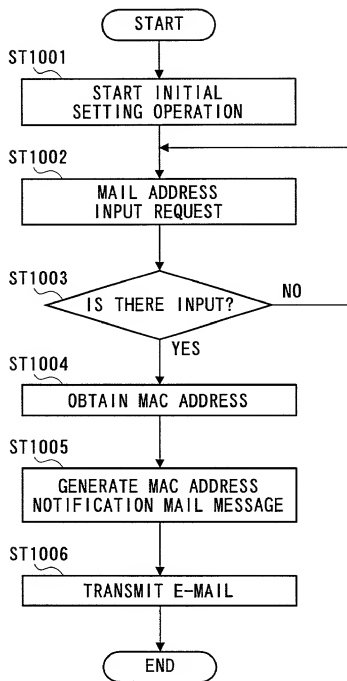 START
ST1001
START INITIAL
SETTING OPERATION
ST1002
MAIL ADDRESS
INPUT REQUEST
ST1003
IS THERE INPUT?
NO
YES
ST1004
OBTAIN MAC ADDRESS
ST1005
GENERATE MAC ADDRESS
NOTIFICATION MAIL MESSAGE
ST1006
TRANSMIT E-MAIL
END